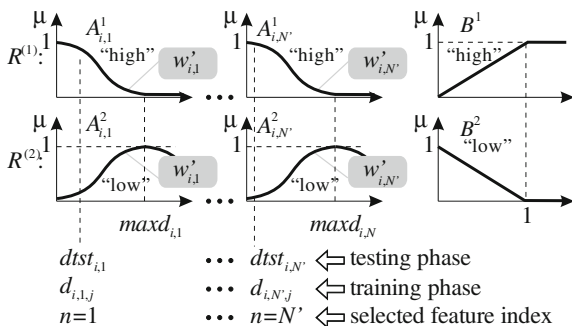 μ A¹ᵢ,₁ μ A¹ᵢ,N' μ B¹
R⁽¹⁾: 1 "high" w'ᵢ,₁ 1 "high" w'ᵢ,N' 1 "high"
•••
μ A²ᵢ,₁ μ A²ᵢ,N' μ B²
R⁽²⁾: 1 "low" w'ᵢ,₁ 1 "low" w'ᵢ,N' 1 "low"
•••
maxdᵢ,₁ maxdᵢ,N 1
dtstᵢ,₁ ••• dtstᵢ,N' ⇦ testing phase
dᵢ,₁,ⱼ ••• dᵢ,N',ⱼ ⇦ training phase
n=1 ••• n=N' ⇦ selected feature index